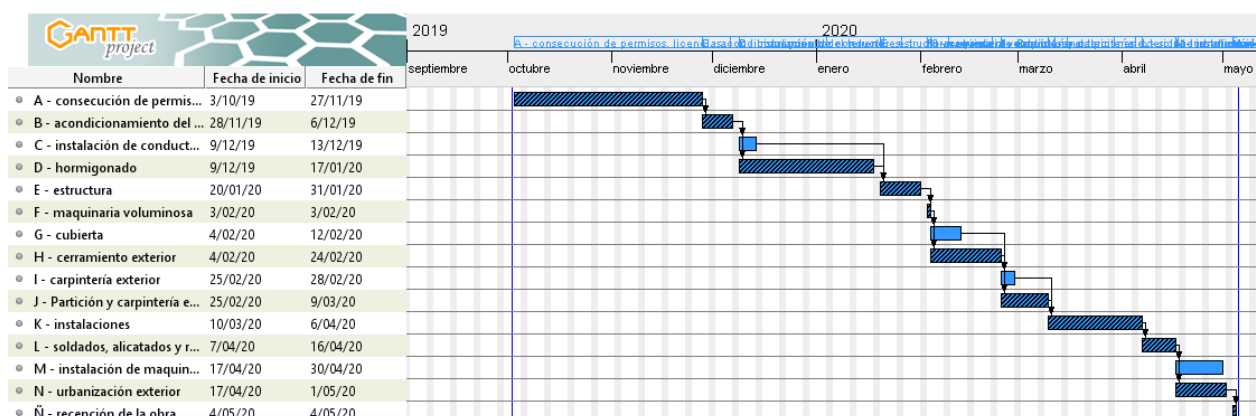 GANTT
project
2019
2020
A - consecución de permisos, licen
septiembre octubre noviembre diciembre enero febrero marzo abril mayo
Nombre Fecha de inicio Fecha de fin
A - consecución de permis... 3/10/19 27/11/19
B - acondicionamiento del ... 28/11/19 6/12/19
C - instalación de conduct... 9/12/19 13/12/19
D - hormigonado 9/12/19 17/01/20
E - estructura 20/01/20 31/01/20
F - maquinaria voluminosa 3/02/20 3/02/20
G - cubierta 4/02/20 12/02/20
H - cerramiento exterior 4/02/20 24/02/20
I - carpintería exterior 25/02/20 28/02/20
J - Partición y carpintería e... 25/02/20 9/03/20
K - instalaciones 10/03/20 6/04/20
L - soldados, alicatados y r... 7/04/20 16/04/20
M - instalación de maquin... 17/04/20 30/04/20
N - urbanización exterior 17/04/20 1/05/20
Ñ - recepción de la obra 4/05/20 4/05/20